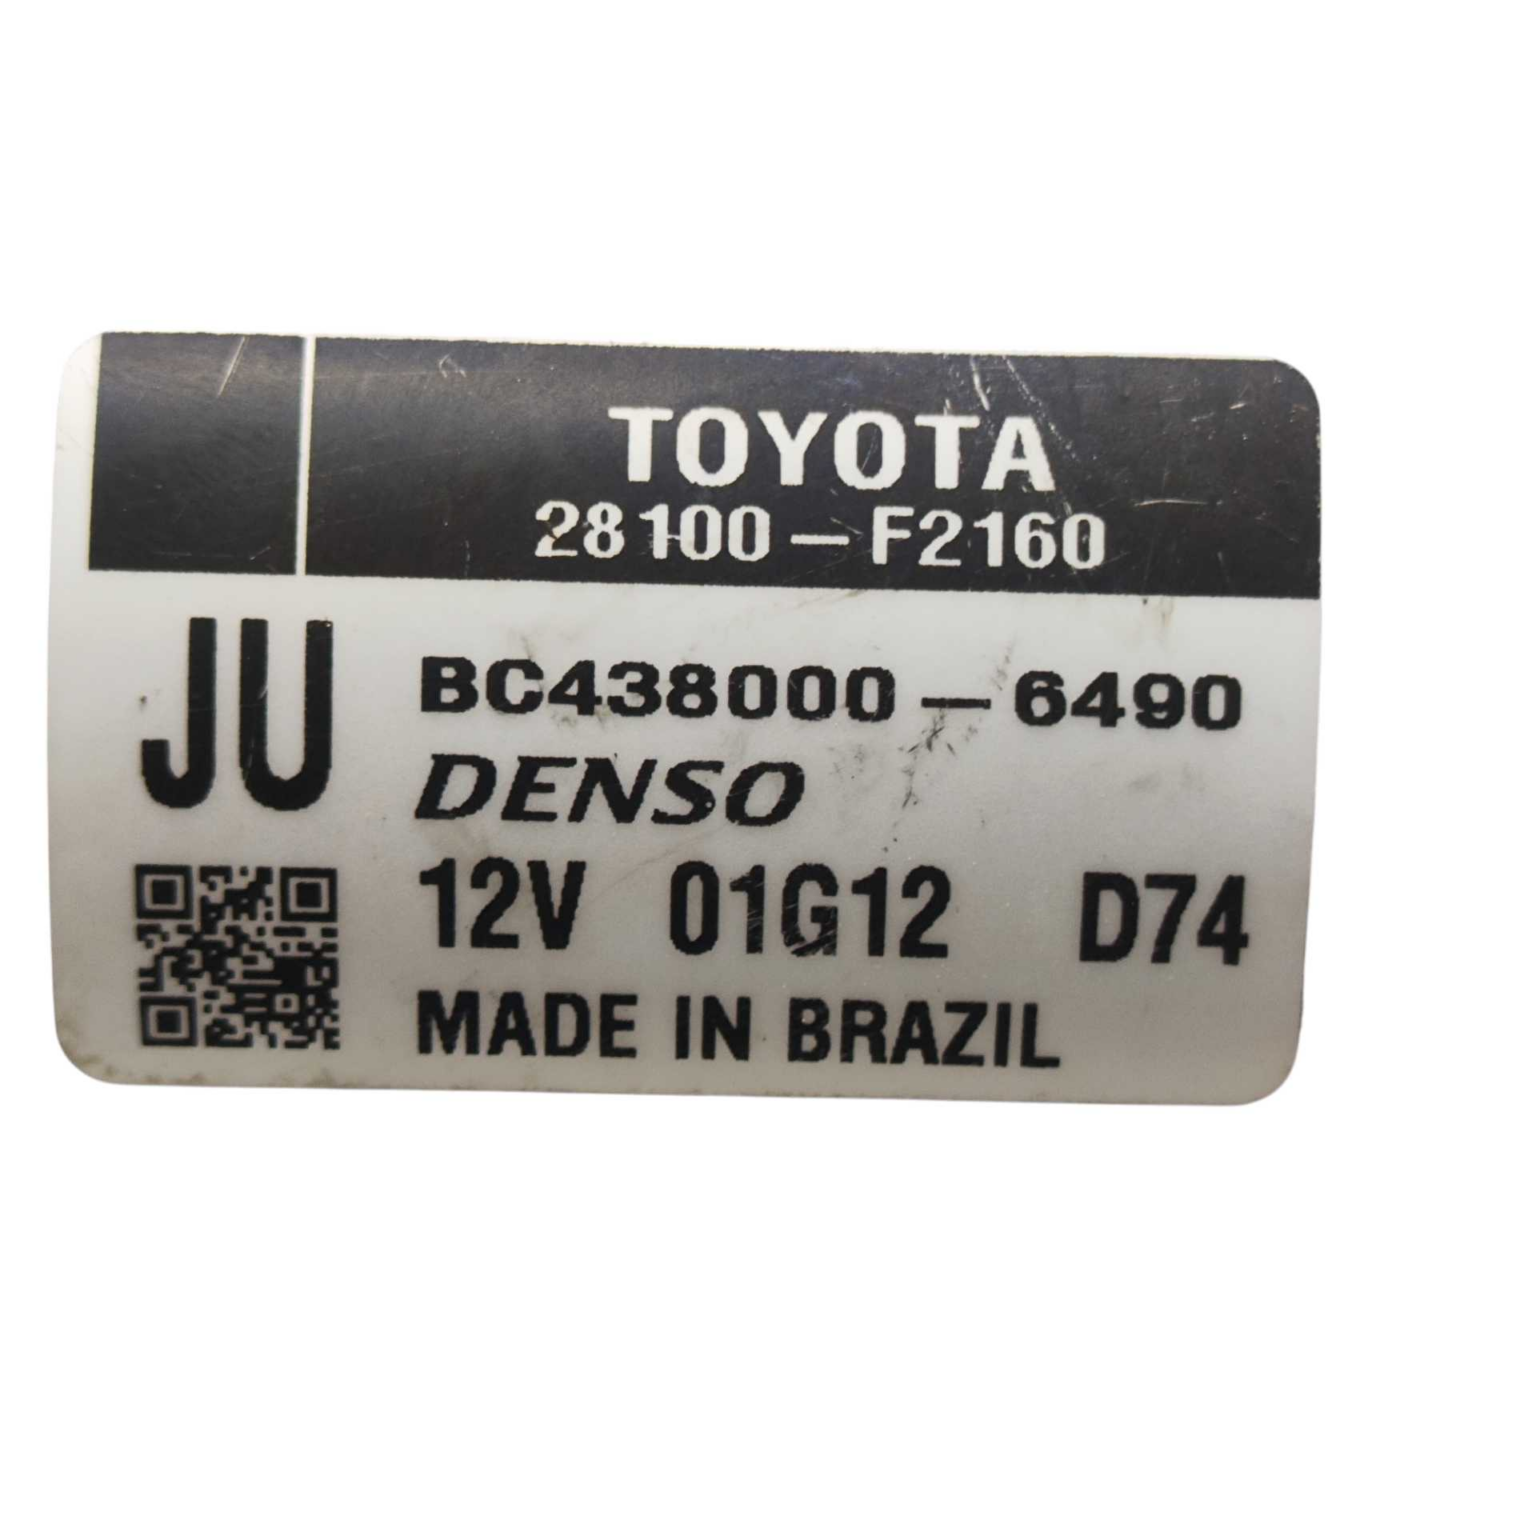 TOYOTA
28100-F2160
JU
BC438000-6490
DENSO
12V 01G12 D74
MADE IN BRAZIL